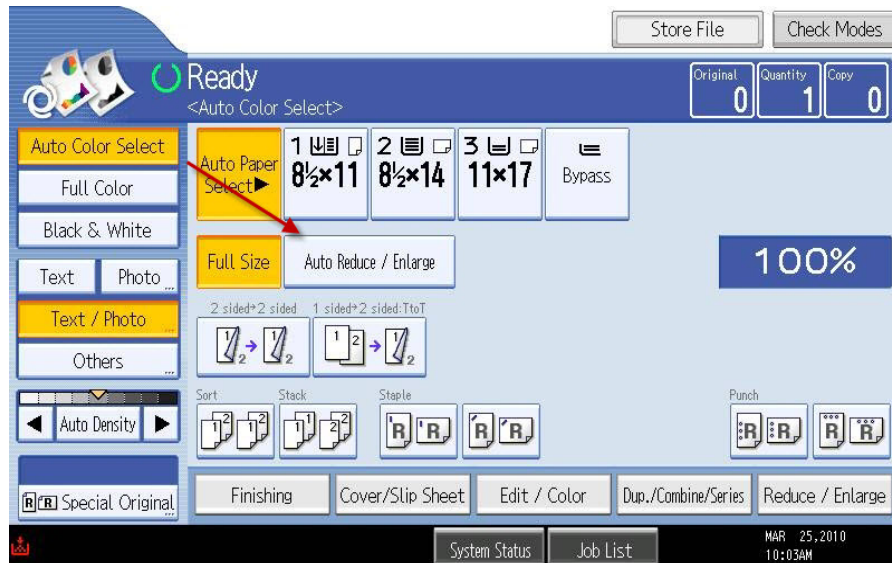 Store File
Check Modes
Ready
<Auto Color Select>
Original 0
Quantity 1
Copy 0
Auto Color Select
Full Color
Black & White
Text
Photo
Text / Photo
Others
Auto Density
Special Original
Auto Paper
Select▶
1
8½×11
2
8½×14
3
11×17
Bypass
Full Size
Auto Reduce / Enlarge
100%
2 sided→2 sided
1 sided→2 sided:TtoT
Sort
Stack
Staple
Punch
Finishing
Cover/Slip Sheet
Edit / Color
Dup./Combine/Series
Reduce / Enlarge
System Status
Job List
MAR 25,2010
10:03AM